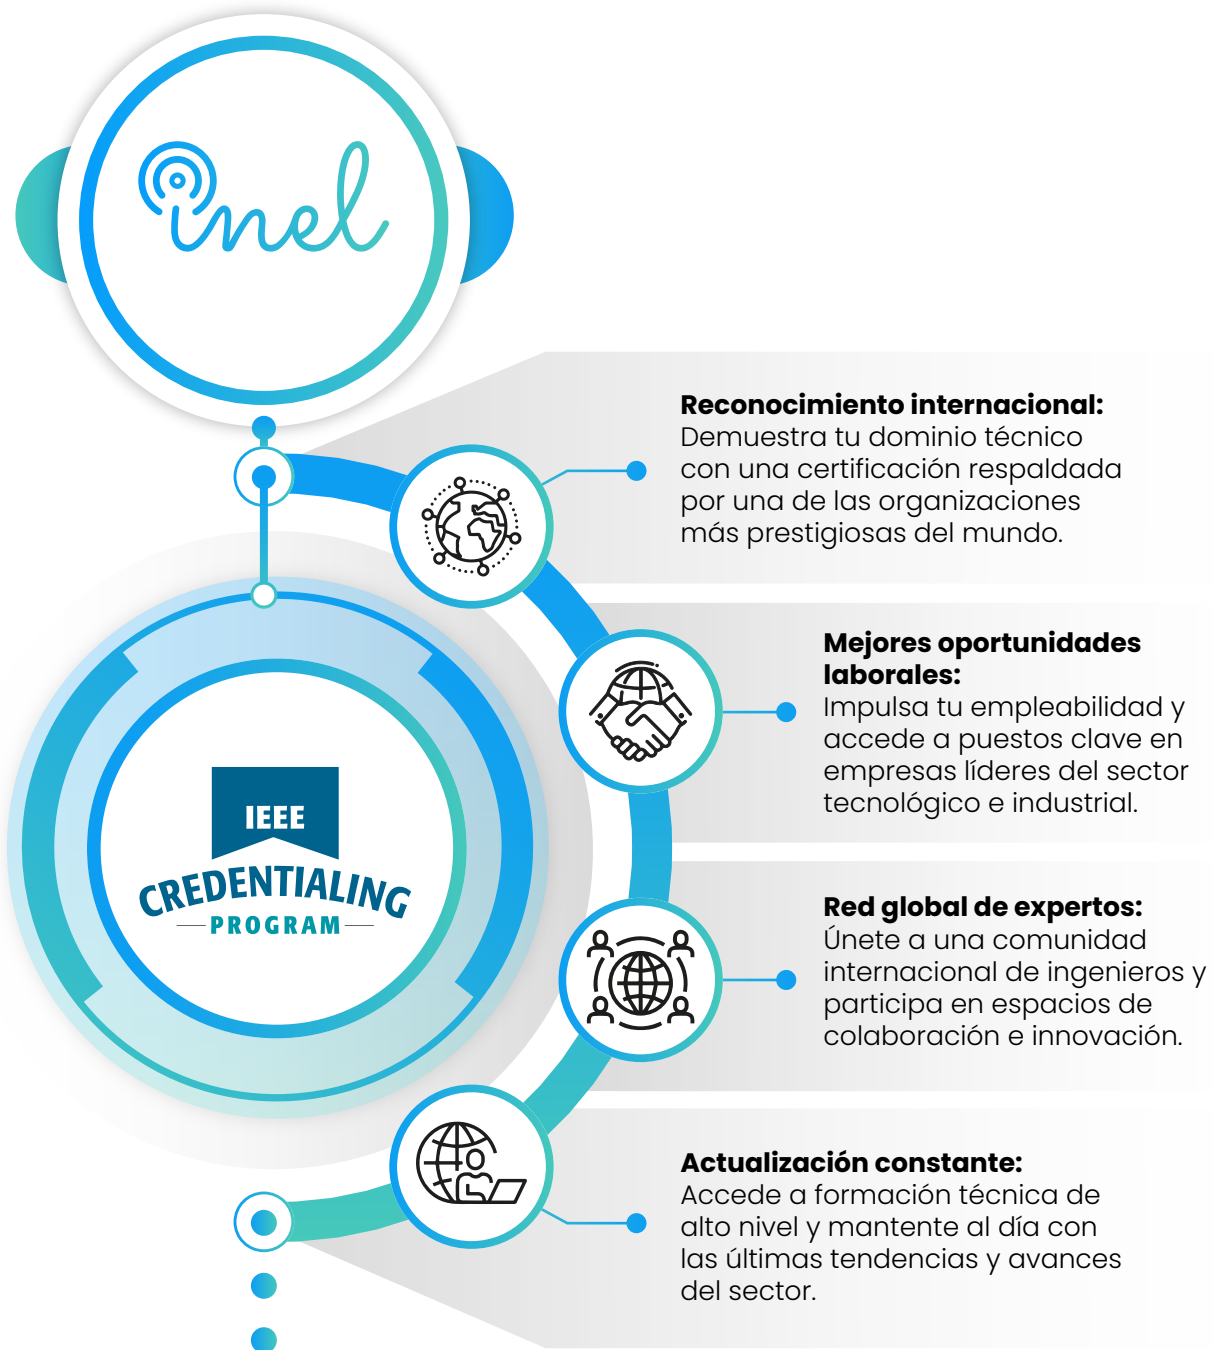 inel
Reconocimiento internacional:
Demuestra tu dominio técnico
con una certificación respaldada
por una de las organizaciones
más prestigiosas del mundo.
Mejores oportunidades
laborales:
Impulsa tu empleabilidad y
accede a puestos clave en
empresas líderes del sector
tecnológico e industrial.
IEEE
CREDENTIALING
PROGRAM
Red global de expertos:
Únete a una comunidad
internacional de ingenieros y
participa en espacios de
colaboración e innovación.
Actualización constante:
Accede a formación técnica de
alto nivel y mantente al día con
las últimas tendencias y avances
del sector.